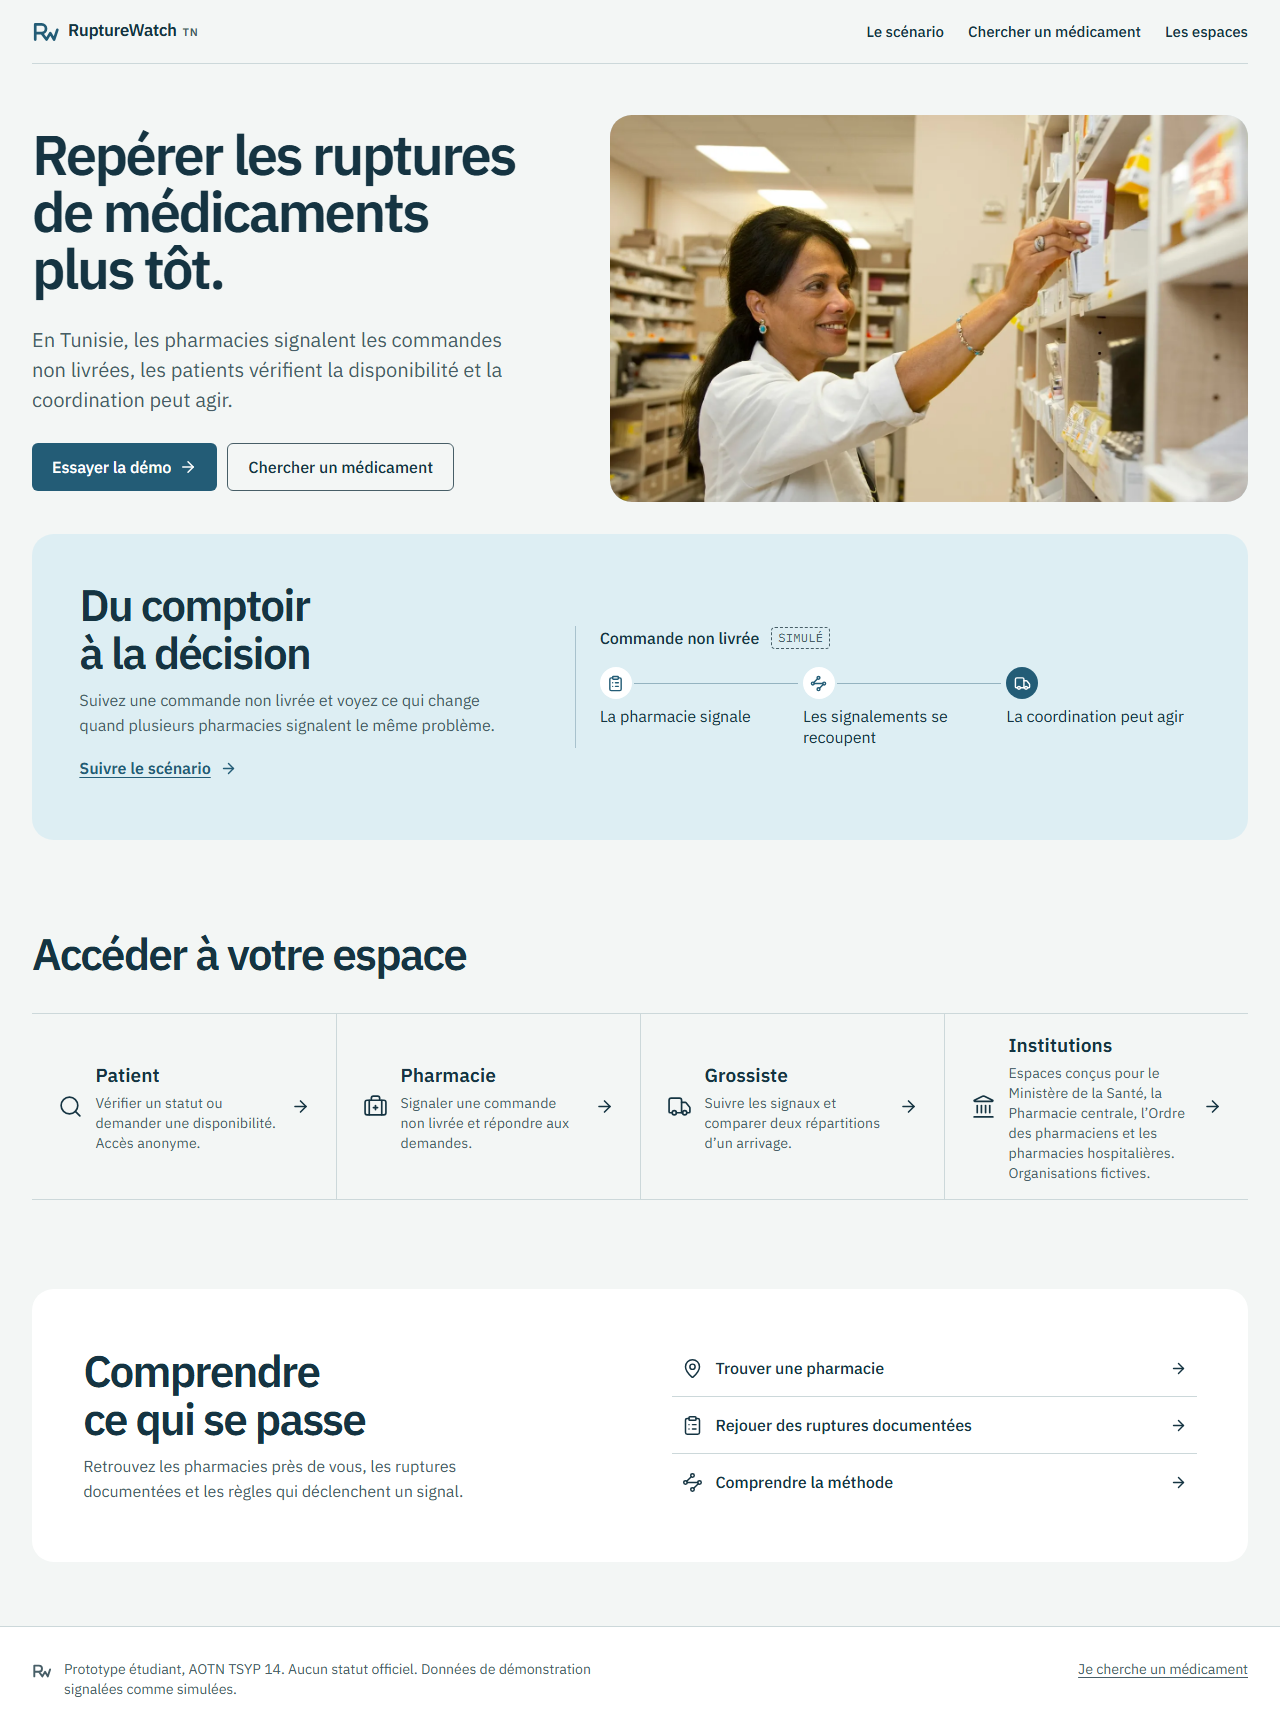 RuptureWatch TN
Le scénario
Chercher un médicament
Les espaces
Repérer les ruptures
de médicaments
plus tôt.
En Tunisie, les pharmacies signalent les commandes
non livrées, les patients vérifient la disponibilité et la
coordination peut agir.
Essayer la démo
Chercher un médicament
Du comptoir
à la décision
Suivez une commande non livrée et voyez ce qui change
quand plusieurs pharmacies signalent le même problème.
Suivre le scénario
Commande non livrée
SIMULÉ
La pharmacie signale
Les signalements se
recoupent
La coordination peut agir
Accéder à votre espace
Patient
Vérifier un statut ou
demander une disponibilité.
Accès anonyme.
Pharmacie
Signaler une commande
non livrée et répondre aux
demandes.
Grossiste
Suivre les signaux et
comparer deux répartitions
d’un arrivage.
Institutions
Espaces conçus pour le
Ministère de la Santé, la
Pharmacie centrale, l’Ordre
des pharmaciens et les
pharmacies hospitalières.
Organisations fictives.
Comprendre
ce qui se passe
Retrouvez les pharmacies près de vous, les ruptures
documentées et les règles qui déclenchent un signal.
Trouver une pharmacie
Rejouer des ruptures documentées
Comprendre la méthode
Prototype étudiant, AOTN TSYP 14. Aucun statut officiel. Données de démonstration
signalées comme simulées.
Je cherche un médicament